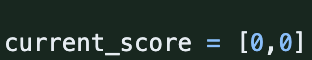 current_score = [0,0]